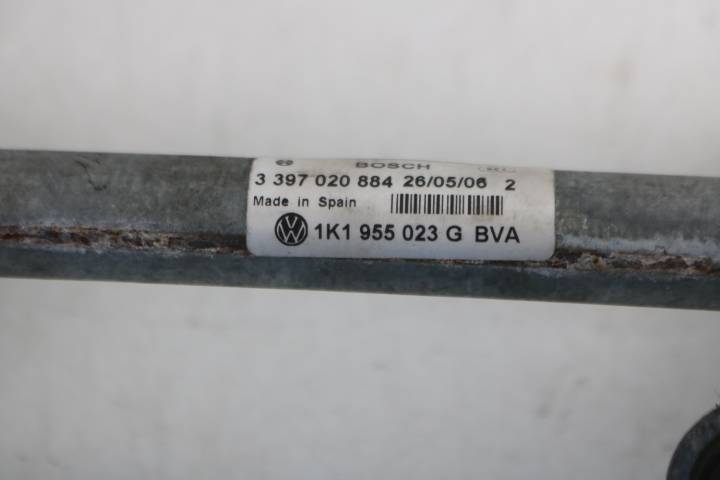 BOSCH
3 397 020 884 26/05/06 2
Made in Spain
1K1 955 023 G BVA